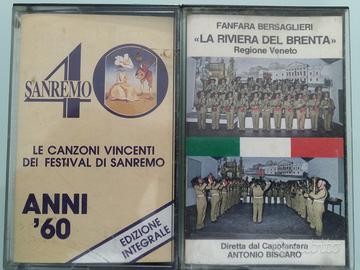 SANREMO
40
LE CANZONI VINCENTI
DEI FESTIVAL DI SANREMO
ANNI
'60
EDIZIONE
INTEGRALE
FANFARA BERSAGLIERI
«LA RIVIERA DEL BRENTA»
Regione Veneto
Diretta dal Capofanfara
ANTONIO BISCARO